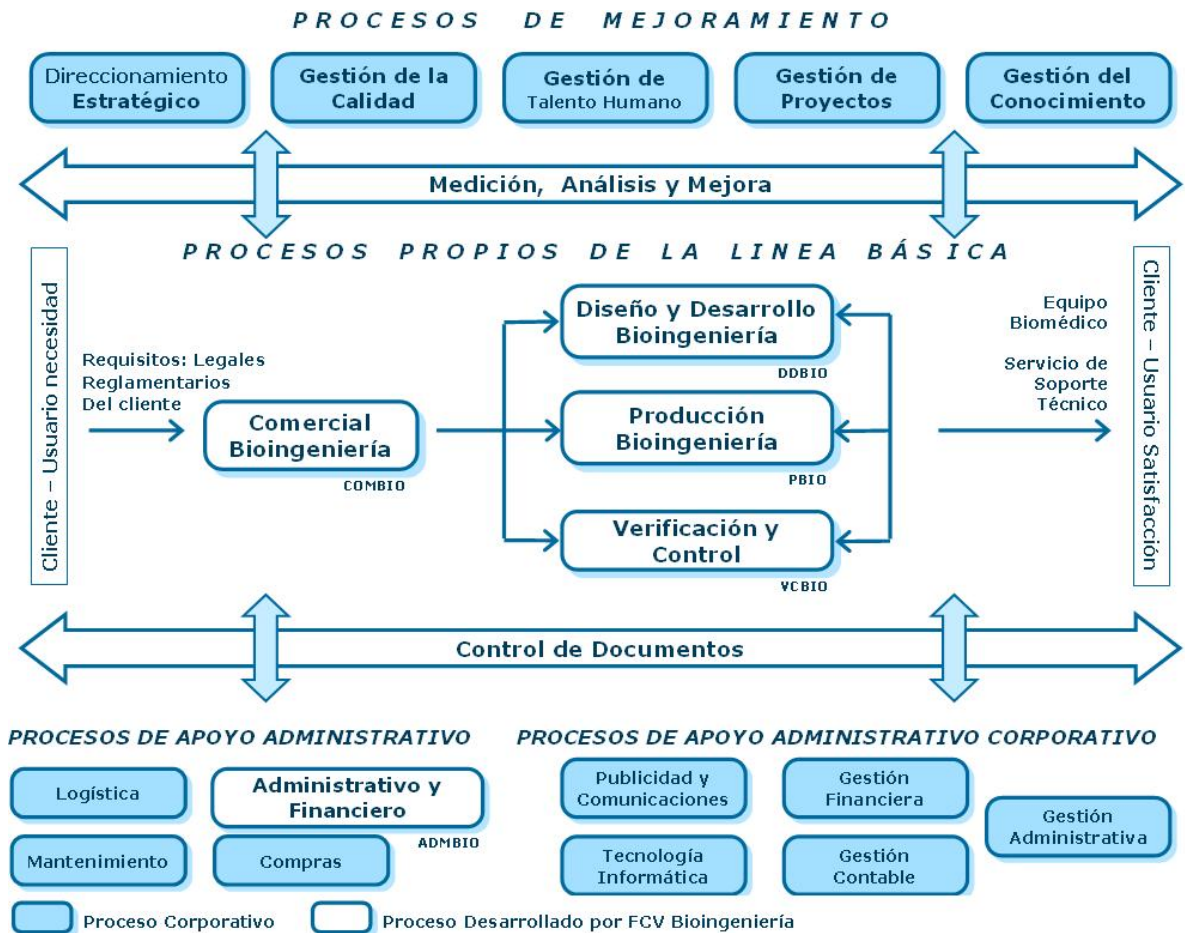 PROCESOS DE MEJORAMIENTO
Direccionamiento
Estratégico
Gestión de la
Calidad
Gestión de
Talento Humano
Gestión de
Proyectos
Gestión del
Conocimiento
Medición, Análisis y Mejora
PROCESOS PROPIOS DE LA LINEA BÁSICA
Cliente – Usuario necesidad
Requisitos: Legales
Reglamentarios
Del cliente
Comercial
Bioingeniería
COMBIO
Diseño y Desarrollo
Bioingeniería
DDBIO
Producción
Bioingeniería
PBIO
Verificación y
Control
VCBIO
Equipo
Biomédico
Servicio de
Soporte
Técnico
Cliente – Usuario Satisfacción
Control de Documentos
PROCESOS DE APOYO ADMINISTRATIVO
Logística
Administrativo y
Financiero
ADMBIO
Mantenimiento
Compras
PROCESOS DE APOYO ADMINISTRATIVO CORPORATIVO
Publicidad y
Comunicaciones
Gestión
Financiera
Gestión
Administrativa
Tecnología
Informática
Gestión
Contable
Proceso Corporativo
Proceso Desarrollado por FCV Bioingeniería